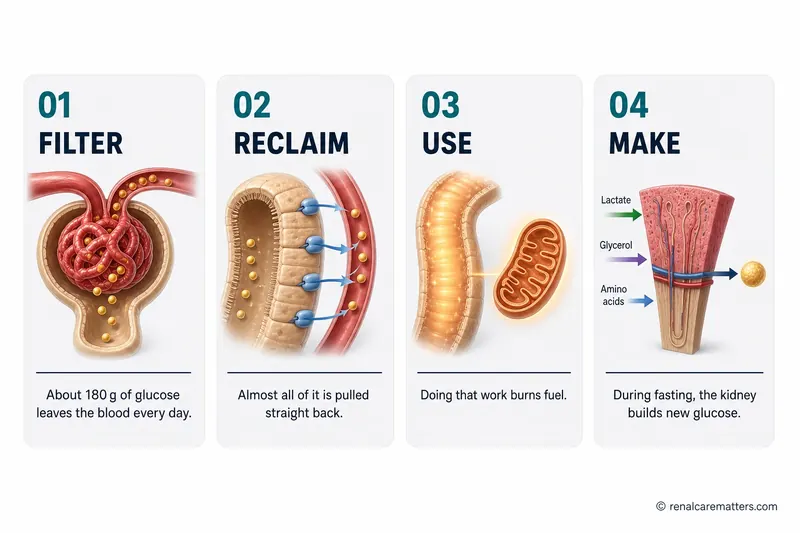 01
FILTER
About 180 g of glucose
leaves the blood every day.
02
RECLAIM
Almost all of it is pulled
straight back.
03
USE
Doing that work burns fuel.
04
MAKE
Lactate
Glycerol
Amino
acids
During fasting, the kidney
builds new glucose.
© renalcarematters.com